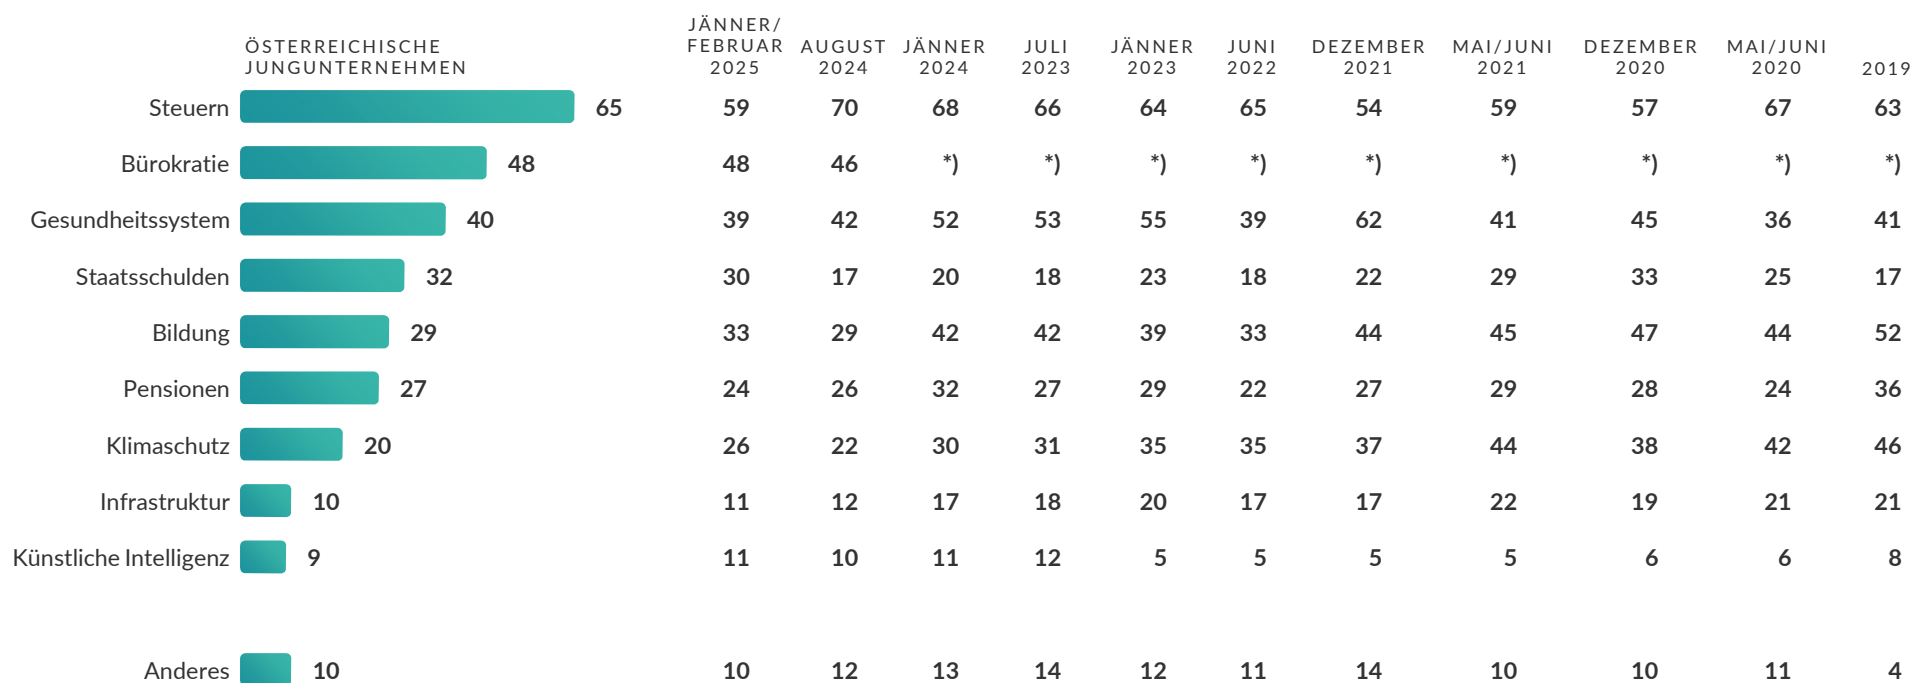 JÄNNER/
ÖSTERREICHISCHE FEBRUAR AUGUST JÄNNER JULI JÄNNER JUNI DEZEMBER MAI/JUNI DEZEMBER MAI/JUNI
JUNGUNTERNEHMEN 2025 2024 2024 2023 2023 2022 2021 2021 2020 2020 2019
Steuern 65 59 70 68 66 64 65 54 59 57 67 63
Bürokratie 48 48 46 *) *) *) *) *) *) *) *) *)
Gesundheitssystem 40 39 42 52 53 55 39 62 41 45 36 41
Staatsschulden 32 30 17 20 18 23 18 22 29 33 25 17
Bildung 29 33 29 42 42 39 33 44 45 47 44 52
Pensionen 27 24 26 32 27 29 22 27 29 28 24 36
Klimaschutz 20 26 22 30 31 35 35 37 44 38 42 46
Infrastruktur 10 11 12 17 18 20 17 17 22 19 21 21
Künstliche Intelligenz 9 11 10 11 12 5 5 5 5 6 6 8
Anderes 10 10 12 13 14 12 11 14 10 10 11 4